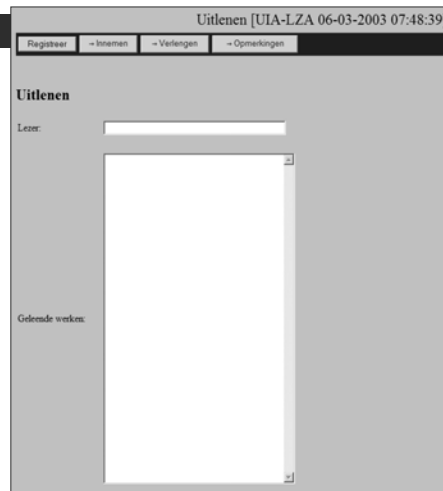 Uitlenen [UIA-LZA 06-03-2003 07:48:39
Registreer → Innemen → Verlengen → Opmerkingen
Uitlenen
Lezer:
Geleende werken: